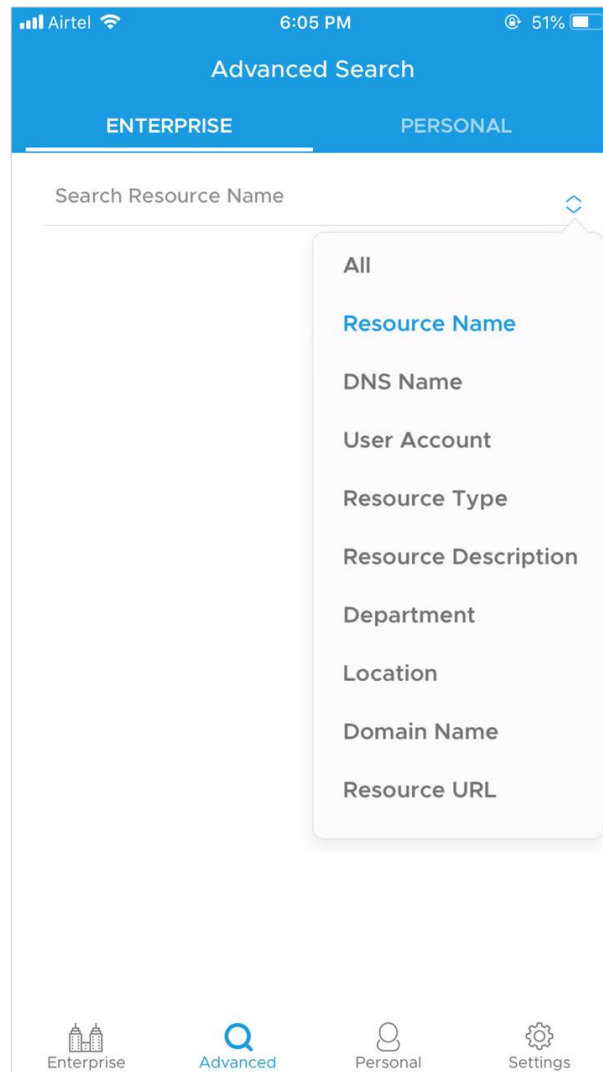 Airtel 6:05 PM 51%
Advanced Search
ENTERPRISE PERSONAL
Search Resource Name
All
Resource Name
DNS Name
User Account
Resource Type
Resource Description
Department
Location
Domain Name
Resource URL
Enterprise Advanced Personal Settings